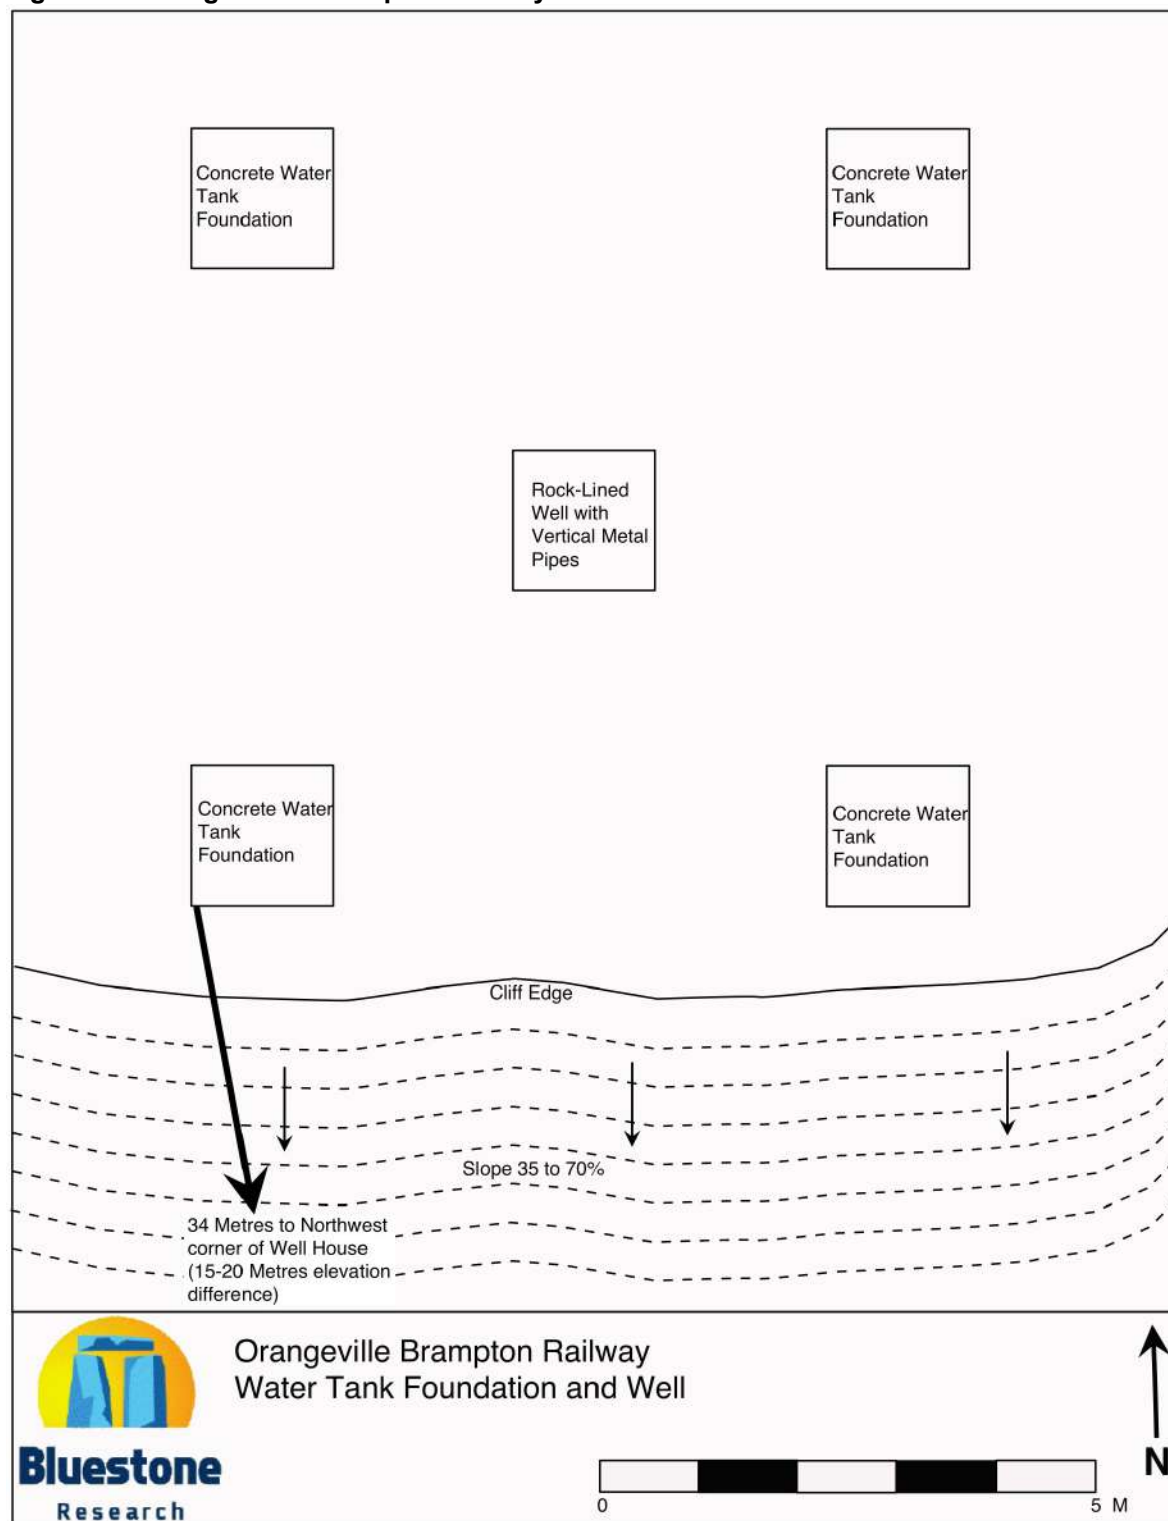 Concrete Water
Tank
Foundation
Concrete Water
Tank
Foundation
Rock-Lined
Well with
Vertical Metal
Pipes
Concrete Water
Tank
Foundation
Concrete Water
Tank
Foundation
Cliff Edge
Slope 35 to 70%
34 Metres to Northwest
corner of Well House
(15-20 Metres elevation
difference)
Orangeville Brampton Railway
Water Tank Foundation and Well
Bluestone
Research
0 5 M
N